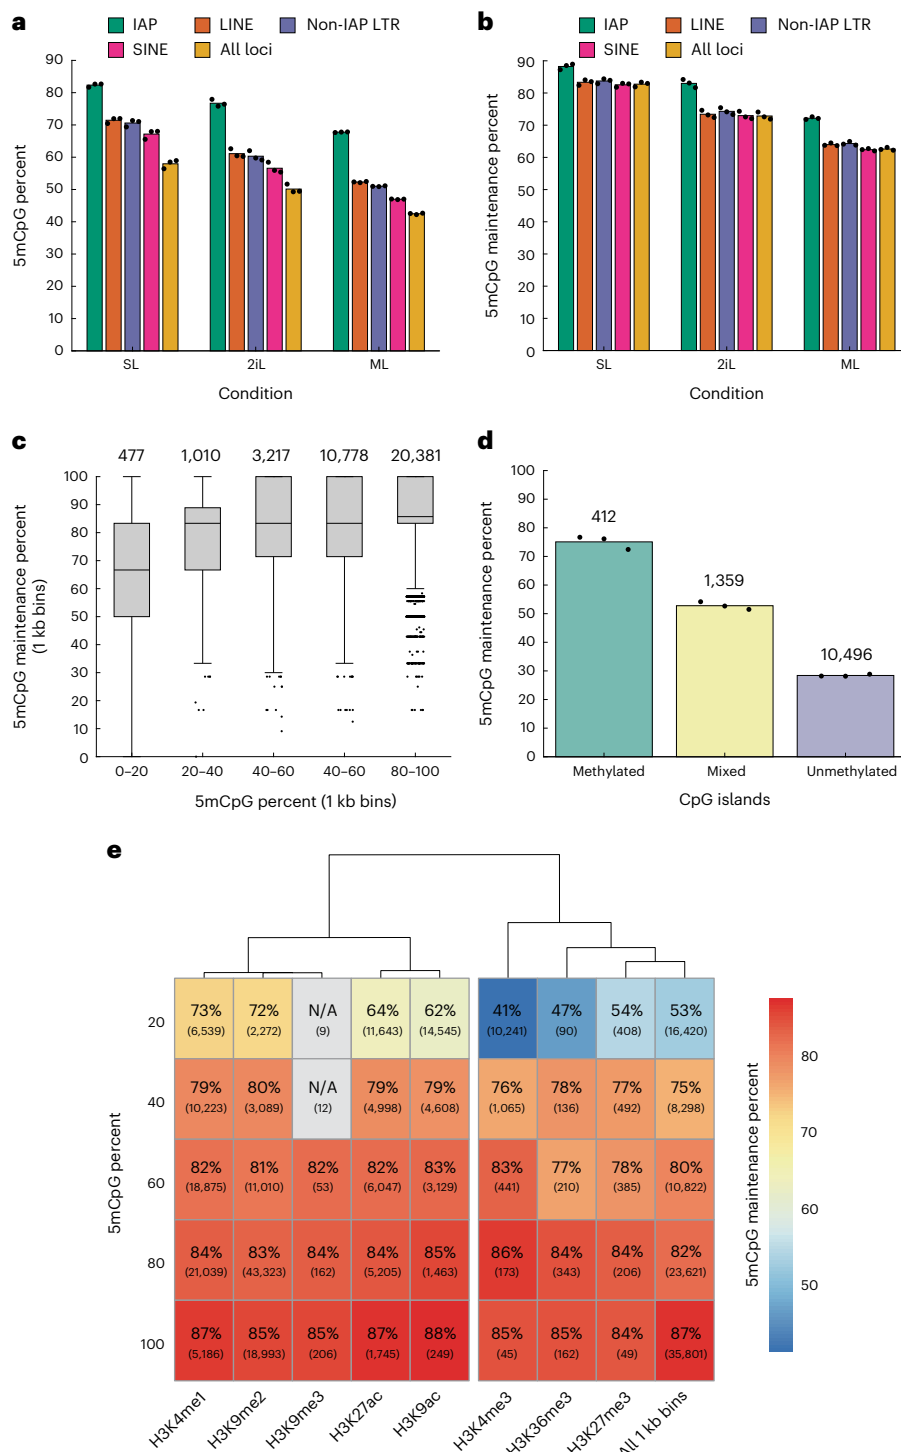 a
IAP LINE Non-IAP LTR
SINE All loci
5mCpG percent
90
80
70
60
50
40
30
20
10
0
SL 2iL ML
Condition
b
IAP LINE Non-IAP LTR
SINE All loci
5mCpG maintenance percent
90
80
70
60
50
40
30
20
10
0
SL 2iL ML
Condition
c
477 1,010 3,217 10,778 20,381
5mCpG maintenance percent
(1 kb bins)
100
90
80
70
60
50
40
30
20
10
0
0–20 20–40 40–60 40–60 80–100
5mCpG percent (1 kb bins)
d
5mCpG maintenance percent
100
90
80
70
60
50
40
30
20
10
0
412
1,359
10,496
Methylated Mixed Unmethylated
CpG islands
e
5mCpG percent
20
73% 72% N/A 64% 62% 41% 47% 54% 53%
(6,539) (2,272) (9) (11,643) (14,545) (10,241) (90) (408) (16,420)
40
79% 80% N/A 79% 79% 76% 78% 77% 75%
(10,223) (3,089) (12) (4,998) (4,608) (1,065) (136) (492) (8,298)
60
82% 81% 82% 82% 83% 83% 77% 78% 80%
(18,875) (11,010) (53) (6,047) (3,129) (441) (210) (385) (10,822)
80
84% 83% 84% 84% 85% 86% 84% 84% 82%
(21,039) (43,323) (162) (5,205) (1,463) (173) (343) (206) (23,621)
100
87% 85% 85% 87% 88% 85% 85% 84% 87%
(5,186) (18,993) (206) (1,745) (249) (45) (162) (49) (35,801)
H3K4me1 H3K9me2 H3K9me3 H3K27ac H3K9ac H3K4me3 H3K36me3 H3K27me3 All 1 kb bins
5mCpG maintenance percent
80
70
60
50